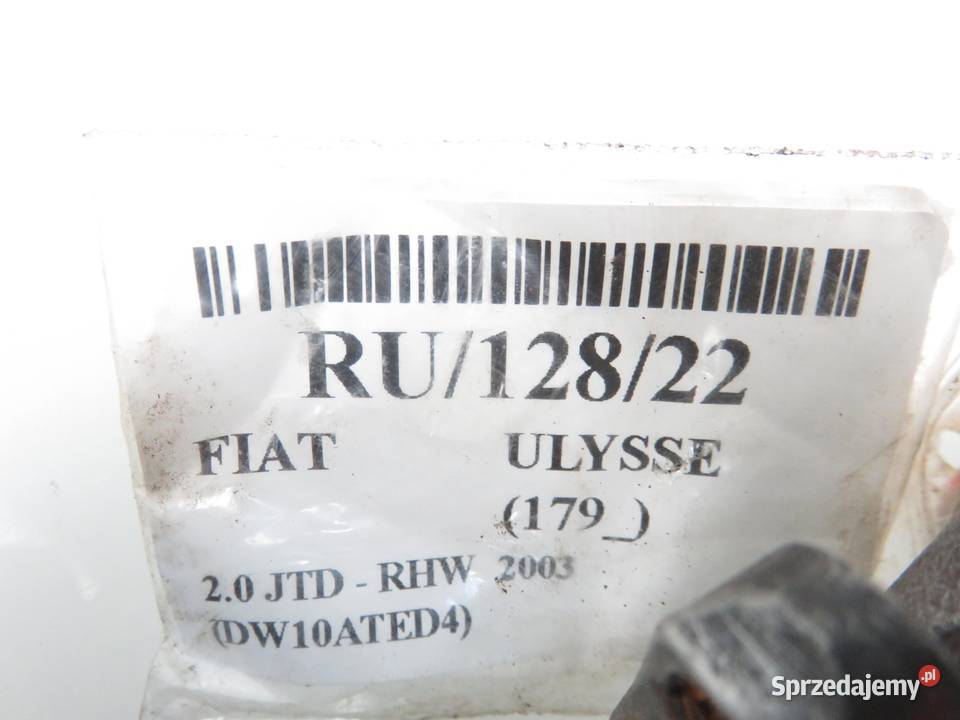 RU/128/22
FIAT ULYSSE
(179_)
2.0 JTD - RHW 2003
(DW10ATED4)
Sprzedajemy.pl